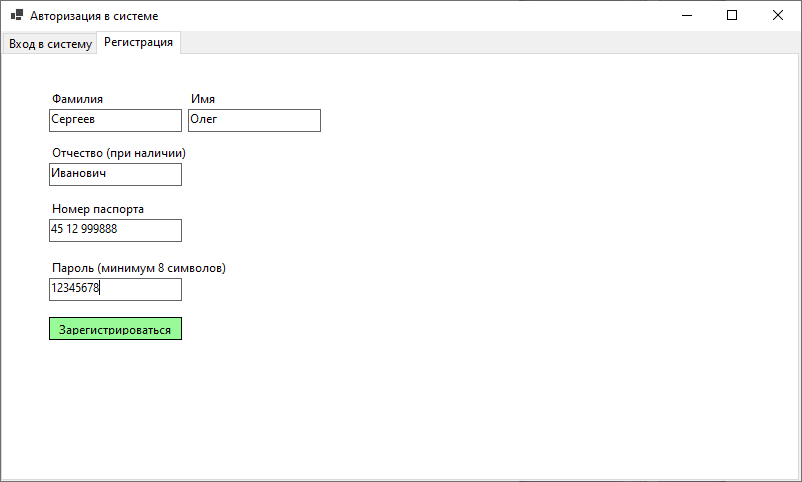 Авторизация в системе
Вход в систему Регистрация
Фамилия Имя
Сергеев Олег
Отчество (при наличии)
Иванович
Номер паспорта
45 12 999888
Пароль (минимум 8 символов)
12345678
Зарегистрироваться